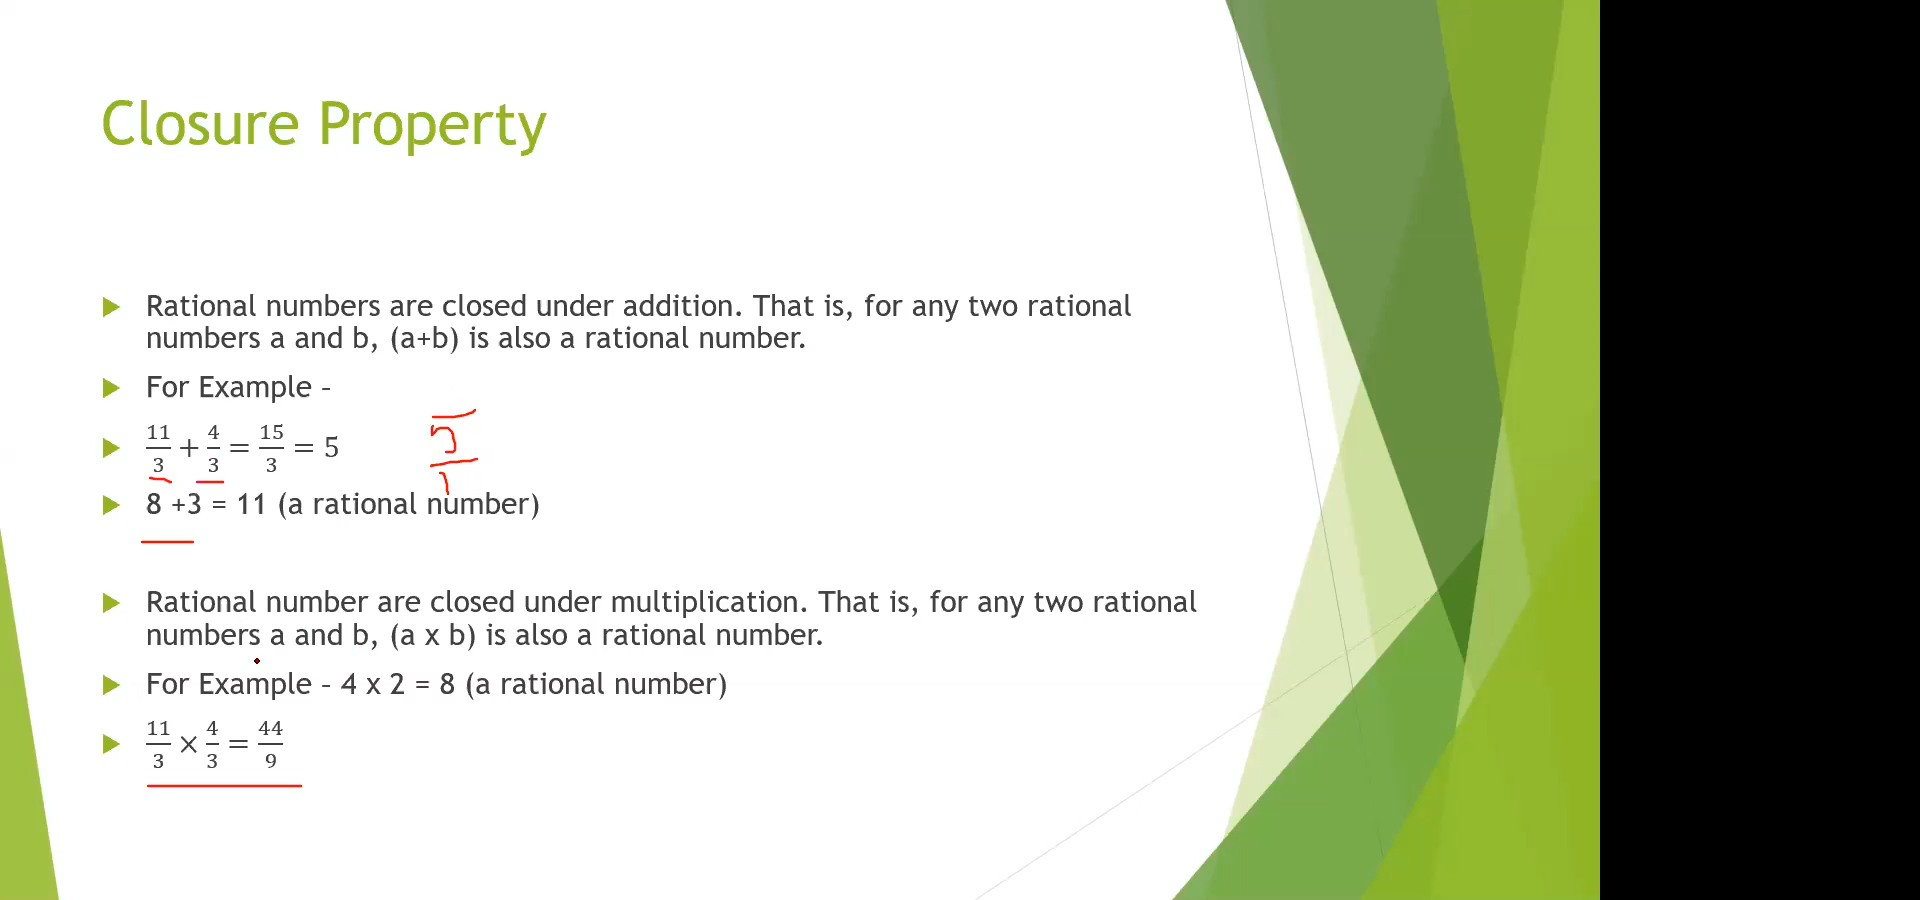 Closure Property
Rational numbers are closed under addition. That is, for any two rational
numbers a and b, (a+b) is also a rational number.
For Example –
11/3 + 4/3 = 15/3 = 5
5/1
8 +3 = 11 (a rational number)
Rational number are closed under multiplication. That is, for any two rational
numbers a and b, (a x b) is also a rational number.
For Example – 4 x 2 = 8 (a rational number)
11/3 × 4/3 = 44/9